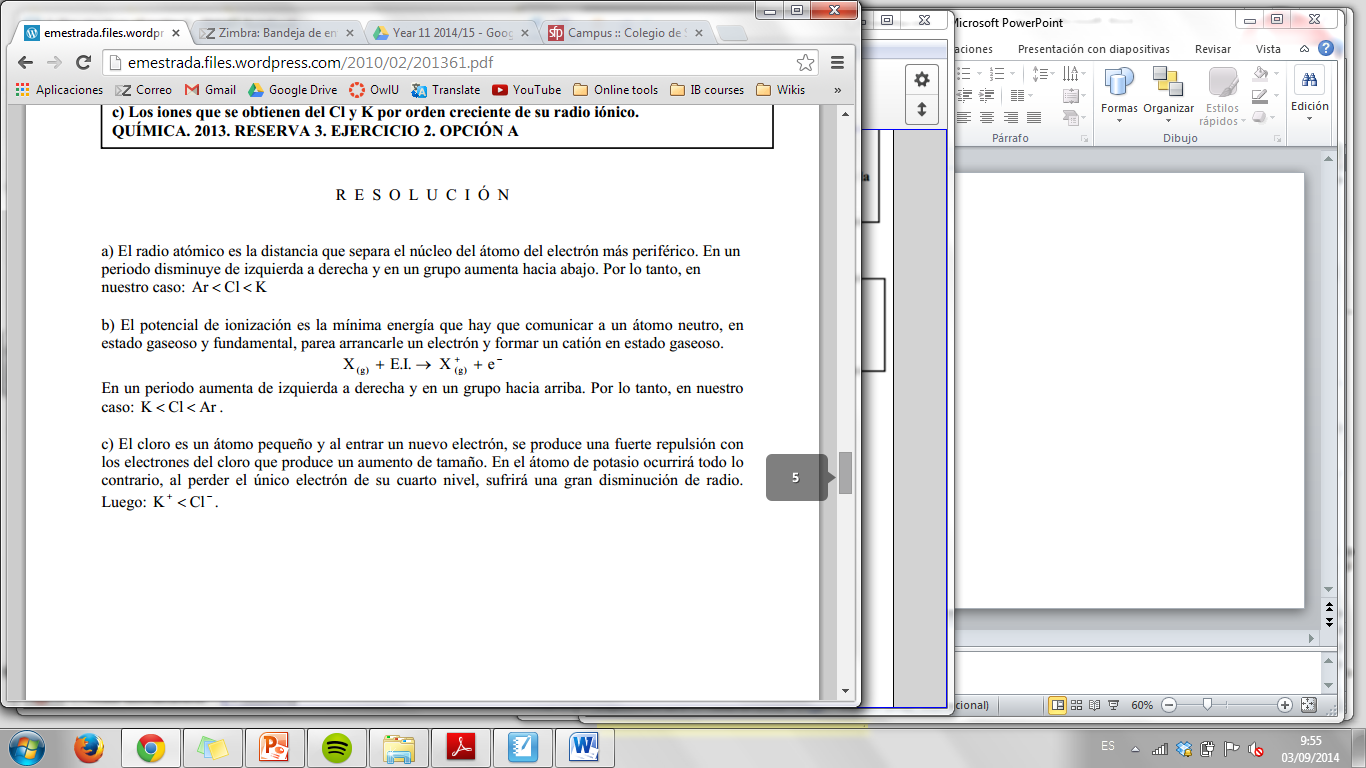 emestrada.files.wordpr
Zimbra: Bandeja de en
Year 11 2014/15 - Goog
Campus :: Colegio de
emestrada.files.wordpress.com/2010/02/201361.pdf
Aplicaciones
Correo
Gmail
Google Drive
OwlU
Translate
YouTube
Online tools
IB courses
Wikis
»
c) Los iones que se obtienen del Cl y K por orden creciente de su radio iónico.
QUÍMICA. 2013. RESERVA 3. EJERCICIO 2. OPCIÓN A
R E S O L U C I Ó N
a) El radio atómico es la distancia que separa el núcleo del átomo del electrón más periférico. En un
periodo disminuye de izquierda a derecha y en un grupo aumenta hacia abajo. Por lo tanto, en
nuestro caso: Ar < Cl < K
b) El potencial de ionización es la mínima energía que hay que comunicar a un átomo neutro, en
estado gaseoso y fundamental, parea arrancarle un electrón y formar un catión en estado gaseoso.
X (g) + E.I. → X + (g) + e −
En un periodo aumenta de izquierda a derecha y en un grupo hacia arriba. Por lo tanto, en nuestro
caso: K < Cl < Ar .
c) El cloro es un átomo pequeño y al entrar un nuevo electrón, se produce una fuerte repulsión con
los electrones del cloro que produce un aumento de tamaño. En el átomo de potasio ocurrirá todo lo
contrario, al perder el único electrón de su cuarto nivel, sufrirá una gran disminución de radio.
Luego: K + < Cl − .
5
a
Microsoft PowerPoint
aciones
Presentación con diapositivas
Revisar
Vista
Formas
Organizar
Estilos
rápidos
Edición
Párrafo
Dibujo
cional)
60%
ES
9:55
03/09/2014